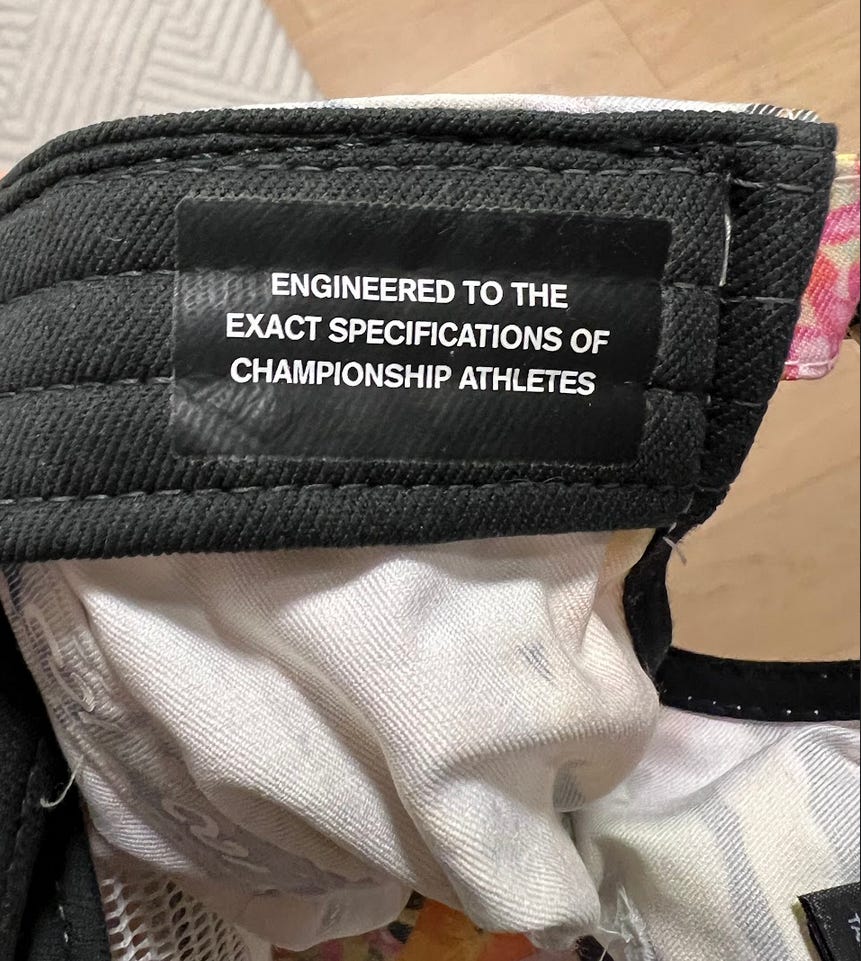 ENGINEERED TO THE
EXACT SPECIFICATIONS OF
CHAMPIONSHIP ATHLETES